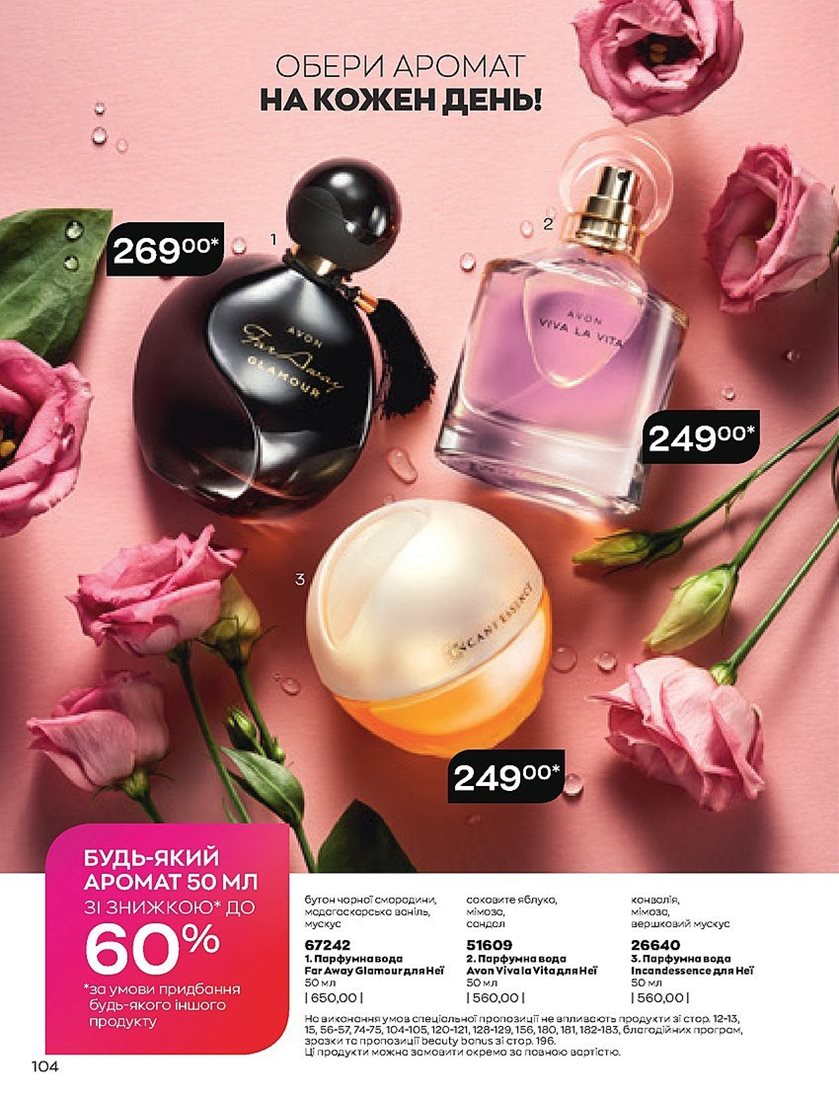 ОБЕРИ АРОМАТ
НА КОЖЕН ДЕНЬ!
269⁰⁰*
1
AVON
Far Away
GLAMOUR
2
AVON
VIVA LA VITA
249⁰⁰*
3
INCANDESSENCE
249⁰⁰*
БУДЬ-ЯКИЙ
АРОМАТ 50 МЛ
ЗІ ЗНИЖКОЮ* ДО
60%
*за умови придбання
будь-якого іншого
продукту
бутон чорної смородини,
мадагаскарська ваніль,
мускус
67242
1. Парфумна вода
Far Away Glamour для Неї
50 мл
| 650,00 |
соковите яблуко,
мімоза,
сандал
51609
2. Парфумна вода
Avon Viva la Vita для Неї
50 мл
| 560,00 |
конвалія,
мімоза,
вершковий мускус
26640
3. Парфумна вода
Incandessence для Неї
50 мл
| 560,00 |
На виконання умов спеціальної пропозиції не впливають продукти зі стор. 12-13,
15, 56-57, 74-75, 104-105, 120-121, 128-129, 156, 180, 181, 182-183, благодійних програм,
зразки та пропозиції beauty bonus зі стор. 196.
Ці продукти можна замовити окремо за повною вартістю.
104